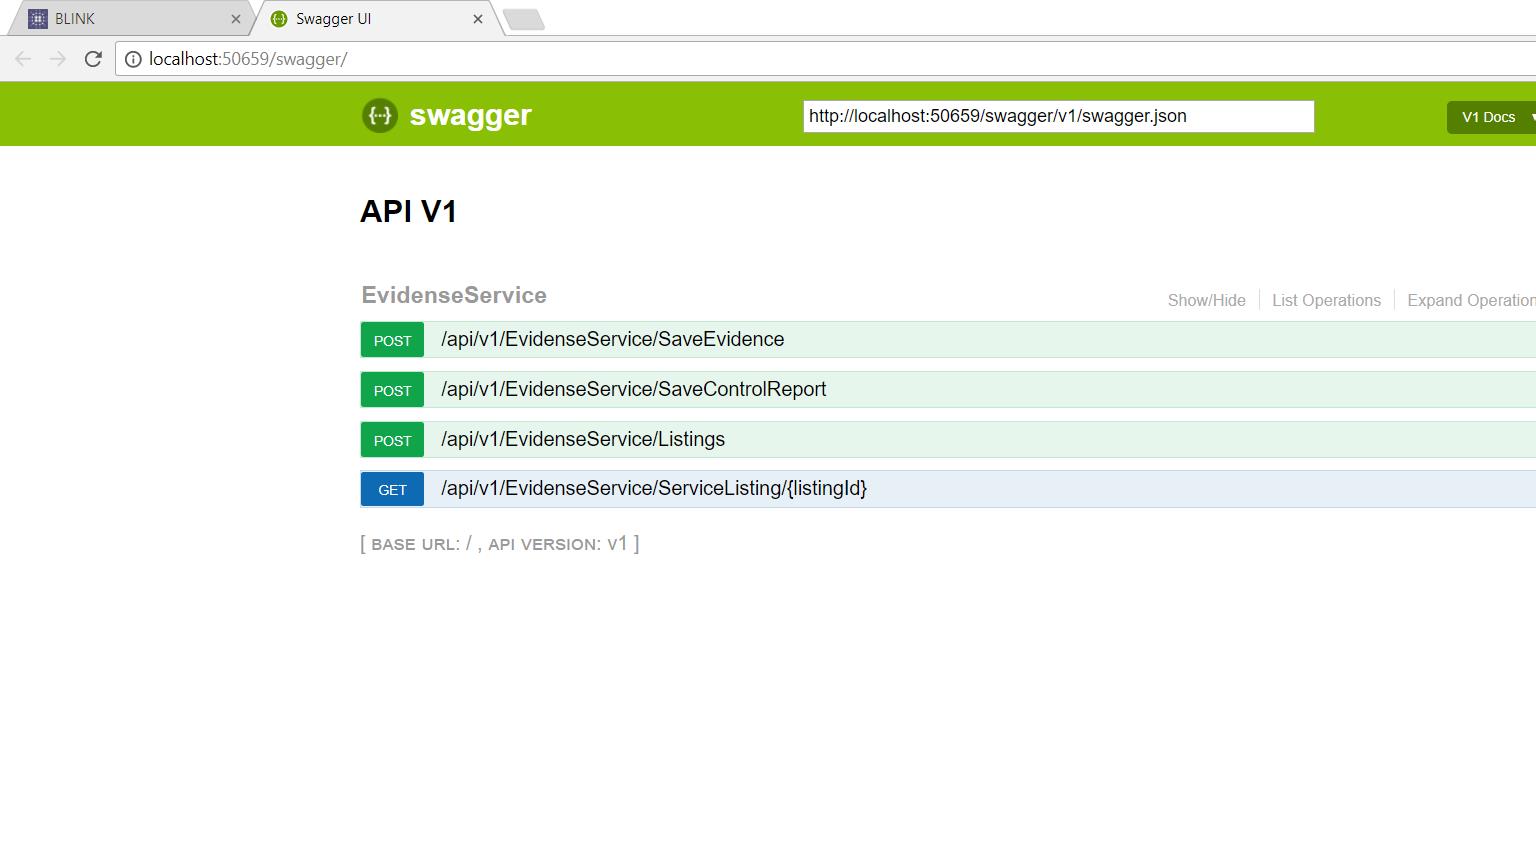 BLINK
Swagger UI
localhost:50659/swagger/
swagger
http://localhost:50659/swagger/v1/swagger.json
V1 Docs
API V1
EvidenseService
Show/Hide
List Operations
Expand Operation
POST /api/v1/EvidenseService/SaveEvidence
POST /api/v1/EvidenseService/SaveControlReport
POST /api/v1/EvidenseService/Listings
GET /api/v1/EvidenseService/ServiceListing/{listingId}
[ BASE URL: / , API VERSION: v1 ]